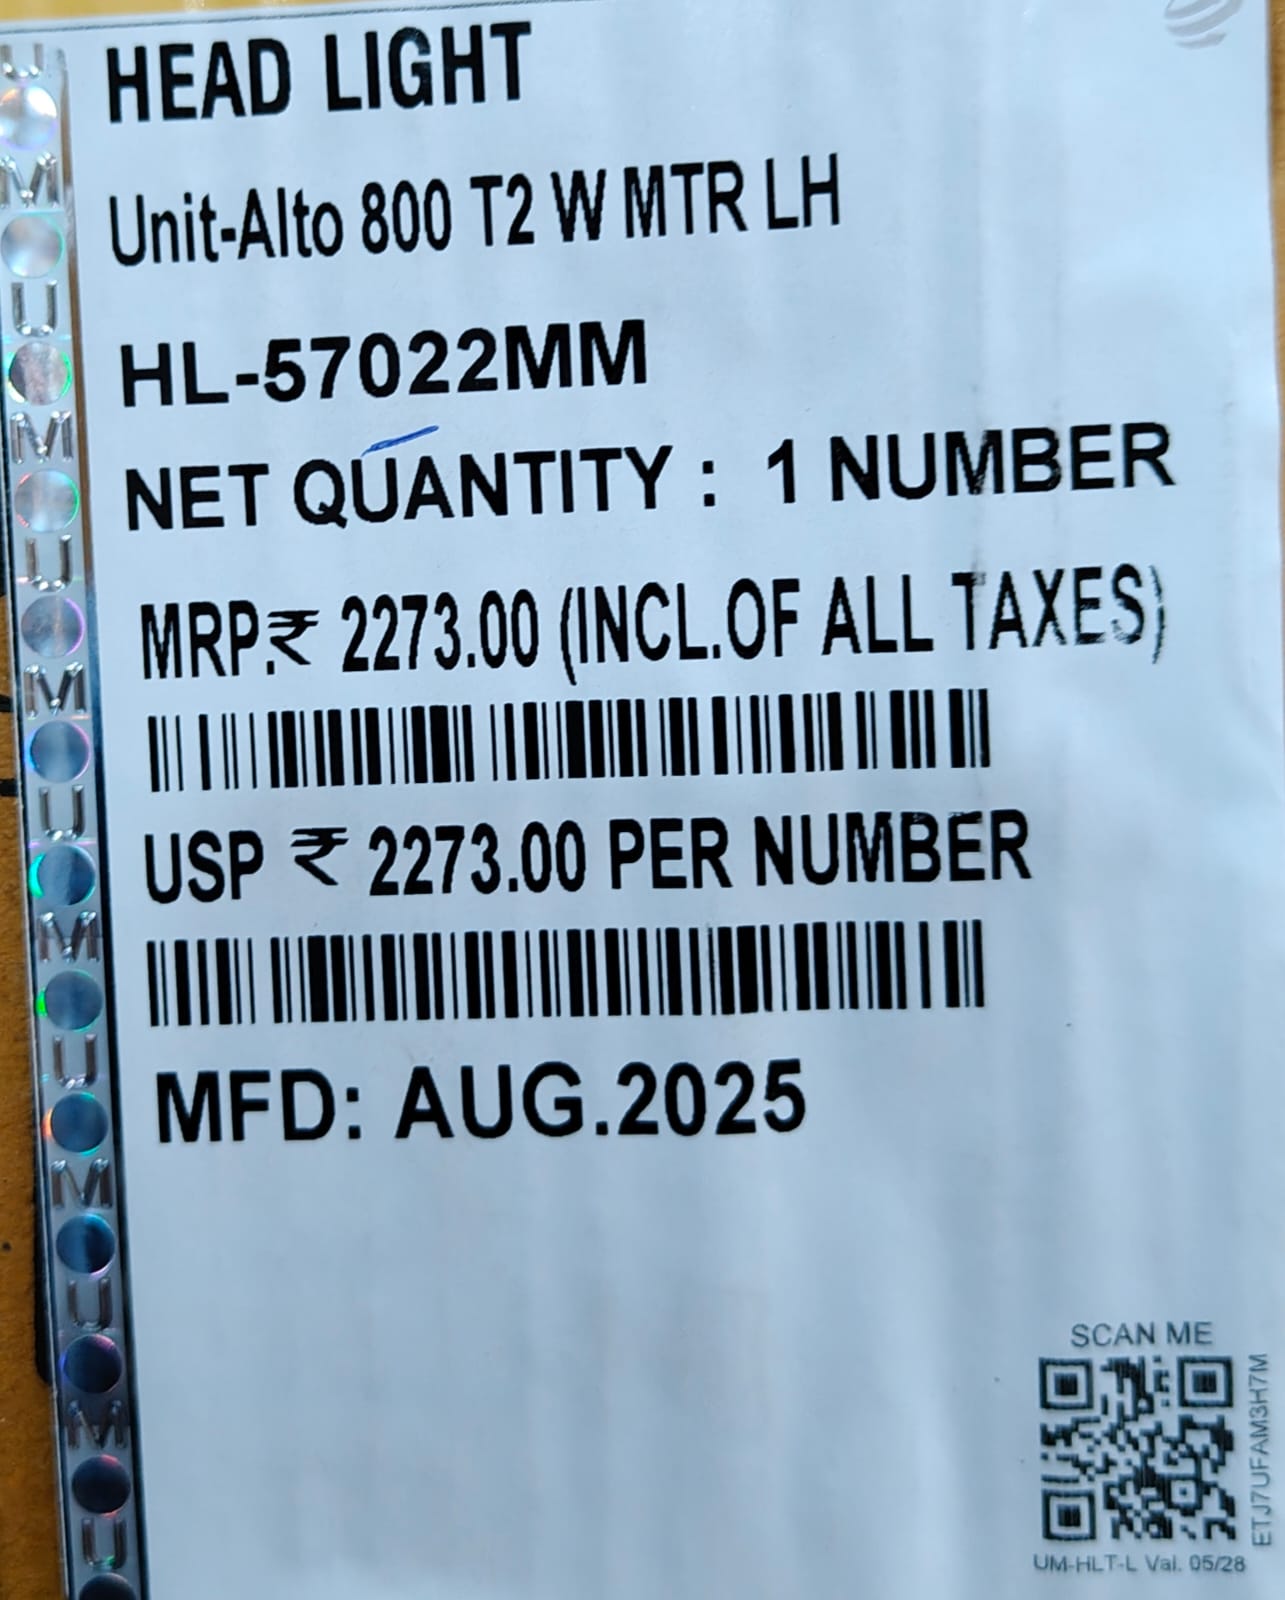 HEAD LIGHT
Unit-Alto 800 T2 W MTR LH
HL-57022MM
NET QUANTITY : 1 NUMBER
MRP.₹ 2273.00 (INCL.OF ALL TAXES)
USP ₹ 2273.00 PER NUMBER
MFD: AUG.2025
SCAN ME
ETJ7UFAM3H7M
UM-HLT-L Val. 05/28
U
M
U
M
U
M
U
M
U
M
U
M
U